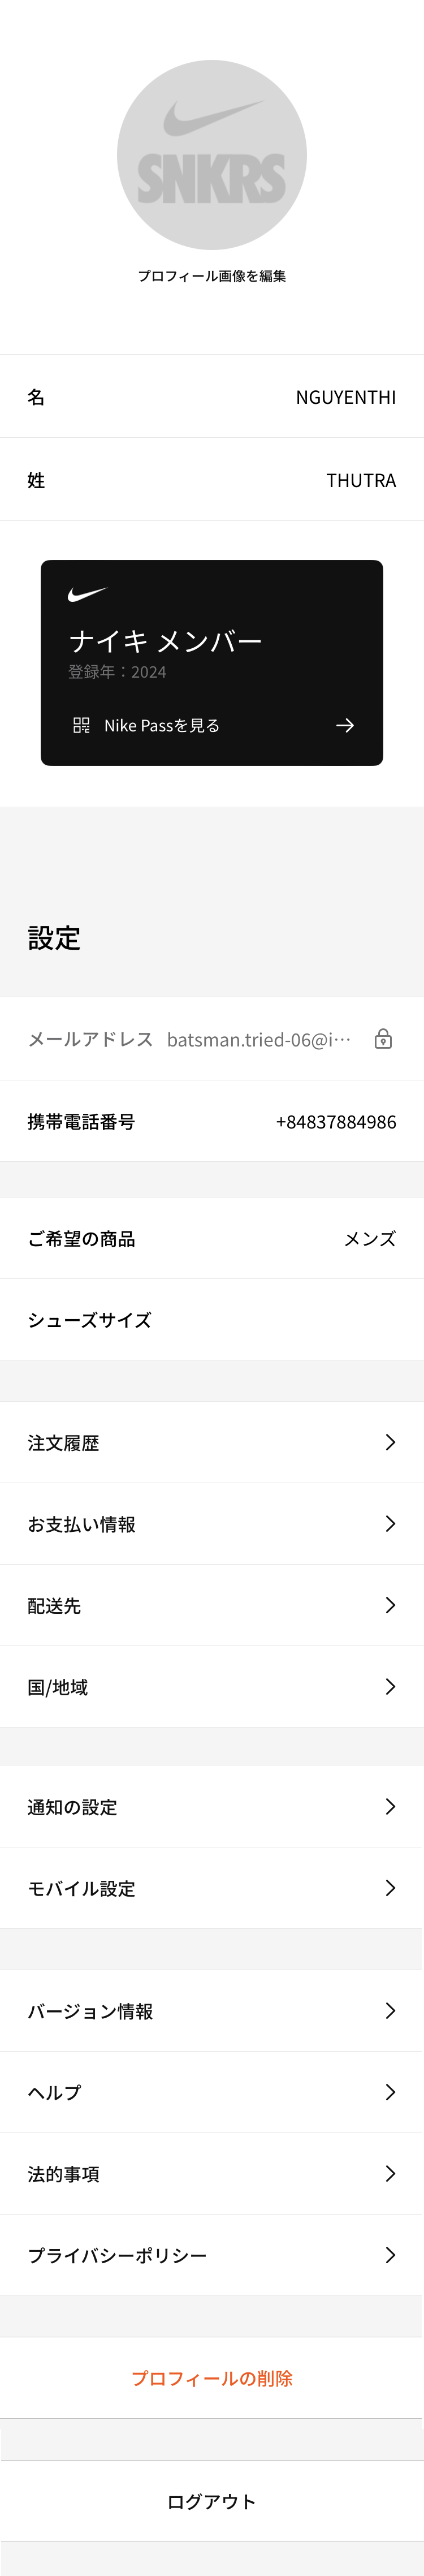 SNKRS
プロフィール画像を編集
名 NGUYENTHI
姓 THUTRA
ナイキ メンバー
登録年：2024
Nike Passを見る
設定
メールアドレス batsman.tried-06@i…
携帯電話番号 +84837884986
ご希望の商品 メンズ
シューズサイズ
注文履歴
お支払い情報
配送先
国/地域
通知の設定
モバイル設定
バージョン情報
ヘルプ
法的事項
プライバシーポリシー
プロフィールの削除
ログアウト